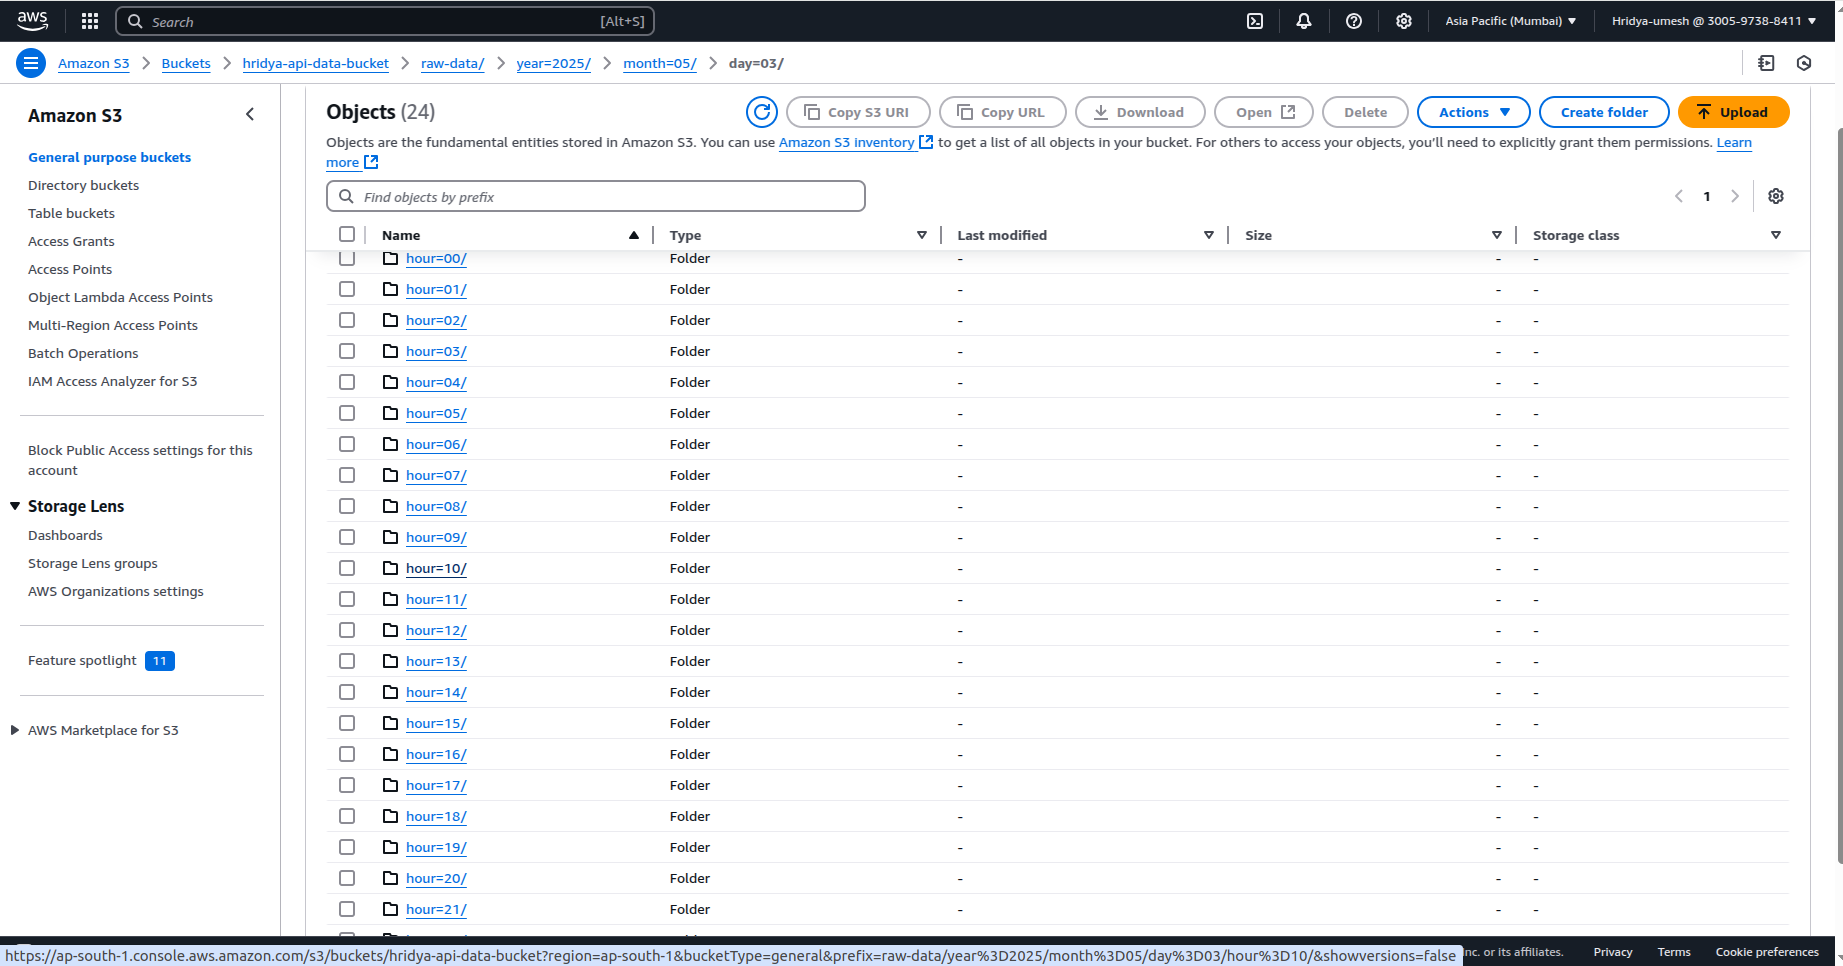 aws Search [Alt+S] Asia Pacific (Mumbai) Hridya-umesh @ 3005-9738-8411
Amazon S3 > Buckets > hridya-api-data-bucket > raw-data/ > year=2025/ > month=05/ > day=03/
Amazon S3
General purpose buckets
Directory buckets
Table buckets
Access Grants
Access Points
Object Lambda Access Points
Multi-Region Access Points
Batch Operations
IAM Access Analyzer for S3
Block Public Access settings for this
account
Storage Lens
Dashboards
Storage Lens groups
AWS Organizations settings
Feature spotlight 11
AWS Marketplace for S3
Objects (24) Copy S3 URI Copy URL Download Open Delete Actions Create folder Upload
Objects are the fundamental entities stored in Amazon S3. You can use Amazon S3 inventory to get a list of all objects in your bucket. For others to access your objects, you'll need to explicitly grant them permissions. Learn
more
Find objects by prefix 1
Name Type Last modified Size Storage class
hour=00/ Folder - - -
hour=01/ Folder - - -
hour=02/ Folder - - -
hour=03/ Folder - - -
hour=04/ Folder - - -
hour=05/ Folder - - -
hour=06/ Folder - - -
hour=07/ Folder - - -
hour=08/ Folder - - -
hour=09/ Folder - - -
hour=10/ Folder - - -
hour=11/ Folder - - -
hour=12/ Folder - - -
hour=13/ Folder - - -
hour=14/ Folder - - -
hour=15/ Folder - - -
hour=16/ Folder - - -
hour=17/ Folder - - -
hour=18/ Folder - - -
hour=19/ Folder - - -
hour=20/ Folder - - -
hour=21/ Folder - - -
Inc. or its affiliates. Privacy Terms Cookie preferences
https://ap-south-1.console.aws.amazon.com/s3/buckets/hridya-api-data-bucket?region=ap-south-1&bucketType=general&prefix=raw-data/year%3D2025/month%3D05/day%3D03/hour%3D10/&showversions=false